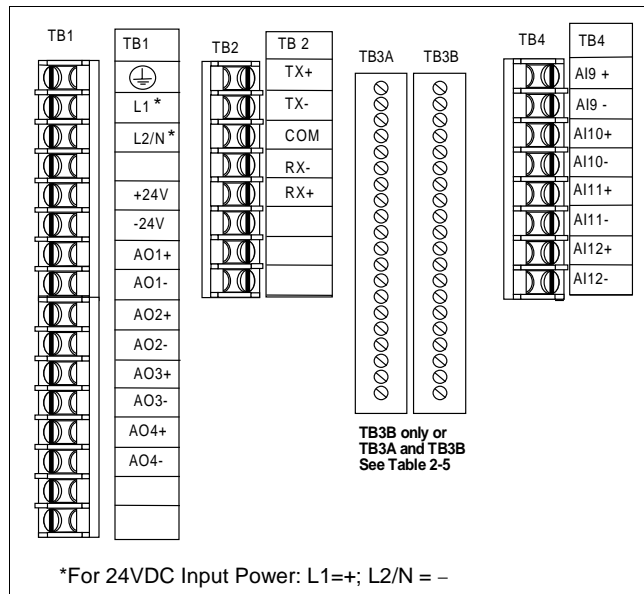 TB1
TB1
L1 *
L2/N *
+24V
-24V
AO1+
AO1-
AO2+
AO2-
AO3+
AO3-
AO4+
AO4-
TB2
TB 2
TX+
TX-
COM
RX-
RX+
TB3A TB3B
TB3B only or
TB3A and TB3B
See Table 2-5
TB4
TB4
AI9 +
AI9 -
AI10+
AI10-
AI11+
AI11-
AI12+
AI12-
*For 24VDC Input Power: L1=+; L2/N = –